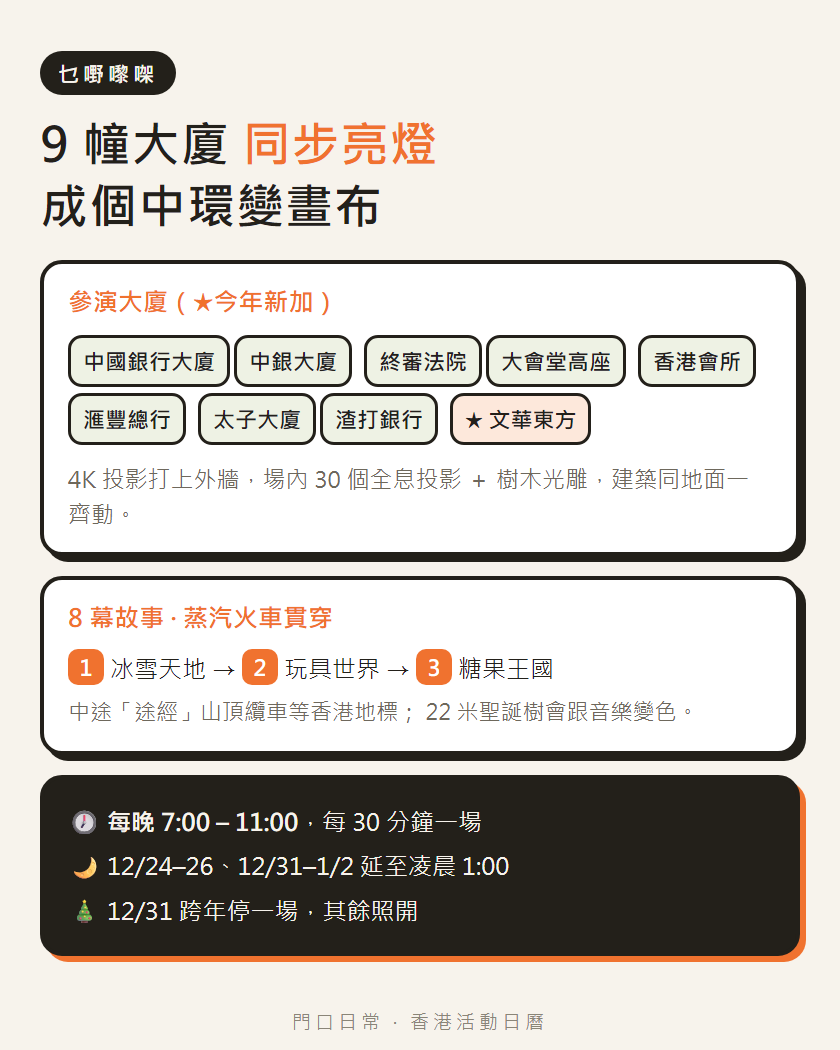 乜嘢嚟㗎
9 幢大廈 同步亮燈
成個中環變畫布
參演大廈（★今年新加）
中國銀行大廈 中銀大廈 終審法院 大會堂高座 香港會所
滙豐總行 太子大廈 渣打銀行 ★ 文華東方
4K 投影打上外牆，場內 30 個全息投影 + 樹木光雕，建築同地面一
齊動。
8 幕故事 · 蒸汽火車貫穿
1 冰雪天地 → 2 玩具世界 → 3 糖果王國
中途「途經」山頂纜車等香港地標；22 米聖誕樹會跟音樂變色。
🕖 每晚 7:00 – 11:00，每 30 分鐘一場
🌙 12/24–26、12/31–1/2 延至凌晨 1:00
🎄 12/31 跨年停一場，其餘照開
門口日常 · 香港活動日曆